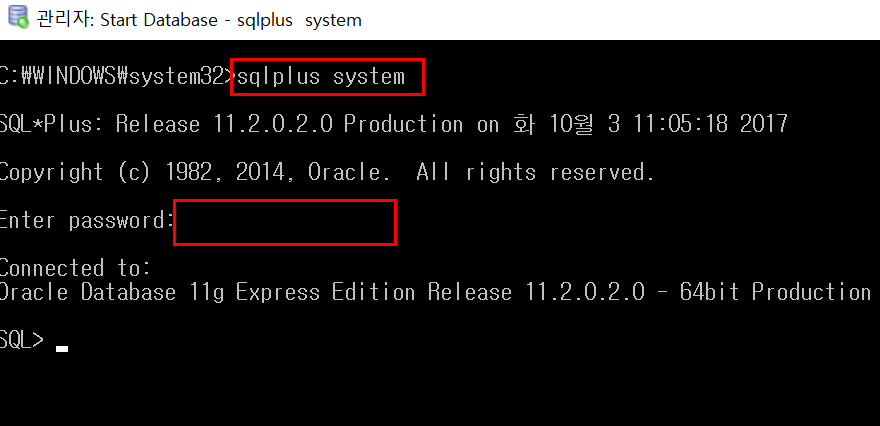 관리자: Start Database - sqlplus  system
C:₩WINDOWS₩system32>sqlplus system
SQL*Plus: Release 11.2.0.2.0 Production on 화 10월 3 11:05:18 2017
Copyright (c) 1982, 2014, Oracle.  All rights reserved.
Enter password:
Connected to:
Oracle Database 11g Express Edition Release 11.2.0.2.0 - 64bit Production
SQL>